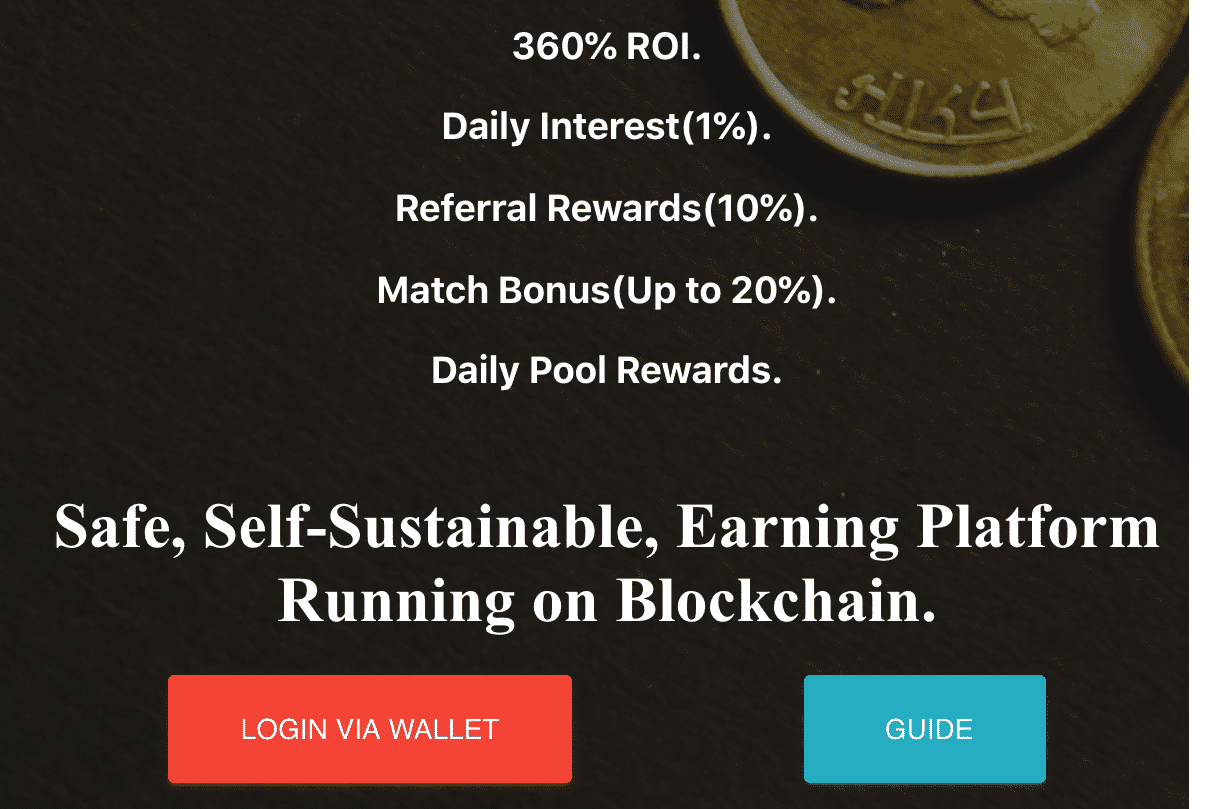 360% ROI.
Daily Interest(1%).
Referral Rewards(10%).
Match Bonus(Up to 20%).
Daily Pool Rewards.
Safe, Self-Sustainable, Earning Platform
Running on Blockchain.
LOGIN VIA WALLET
GUIDE